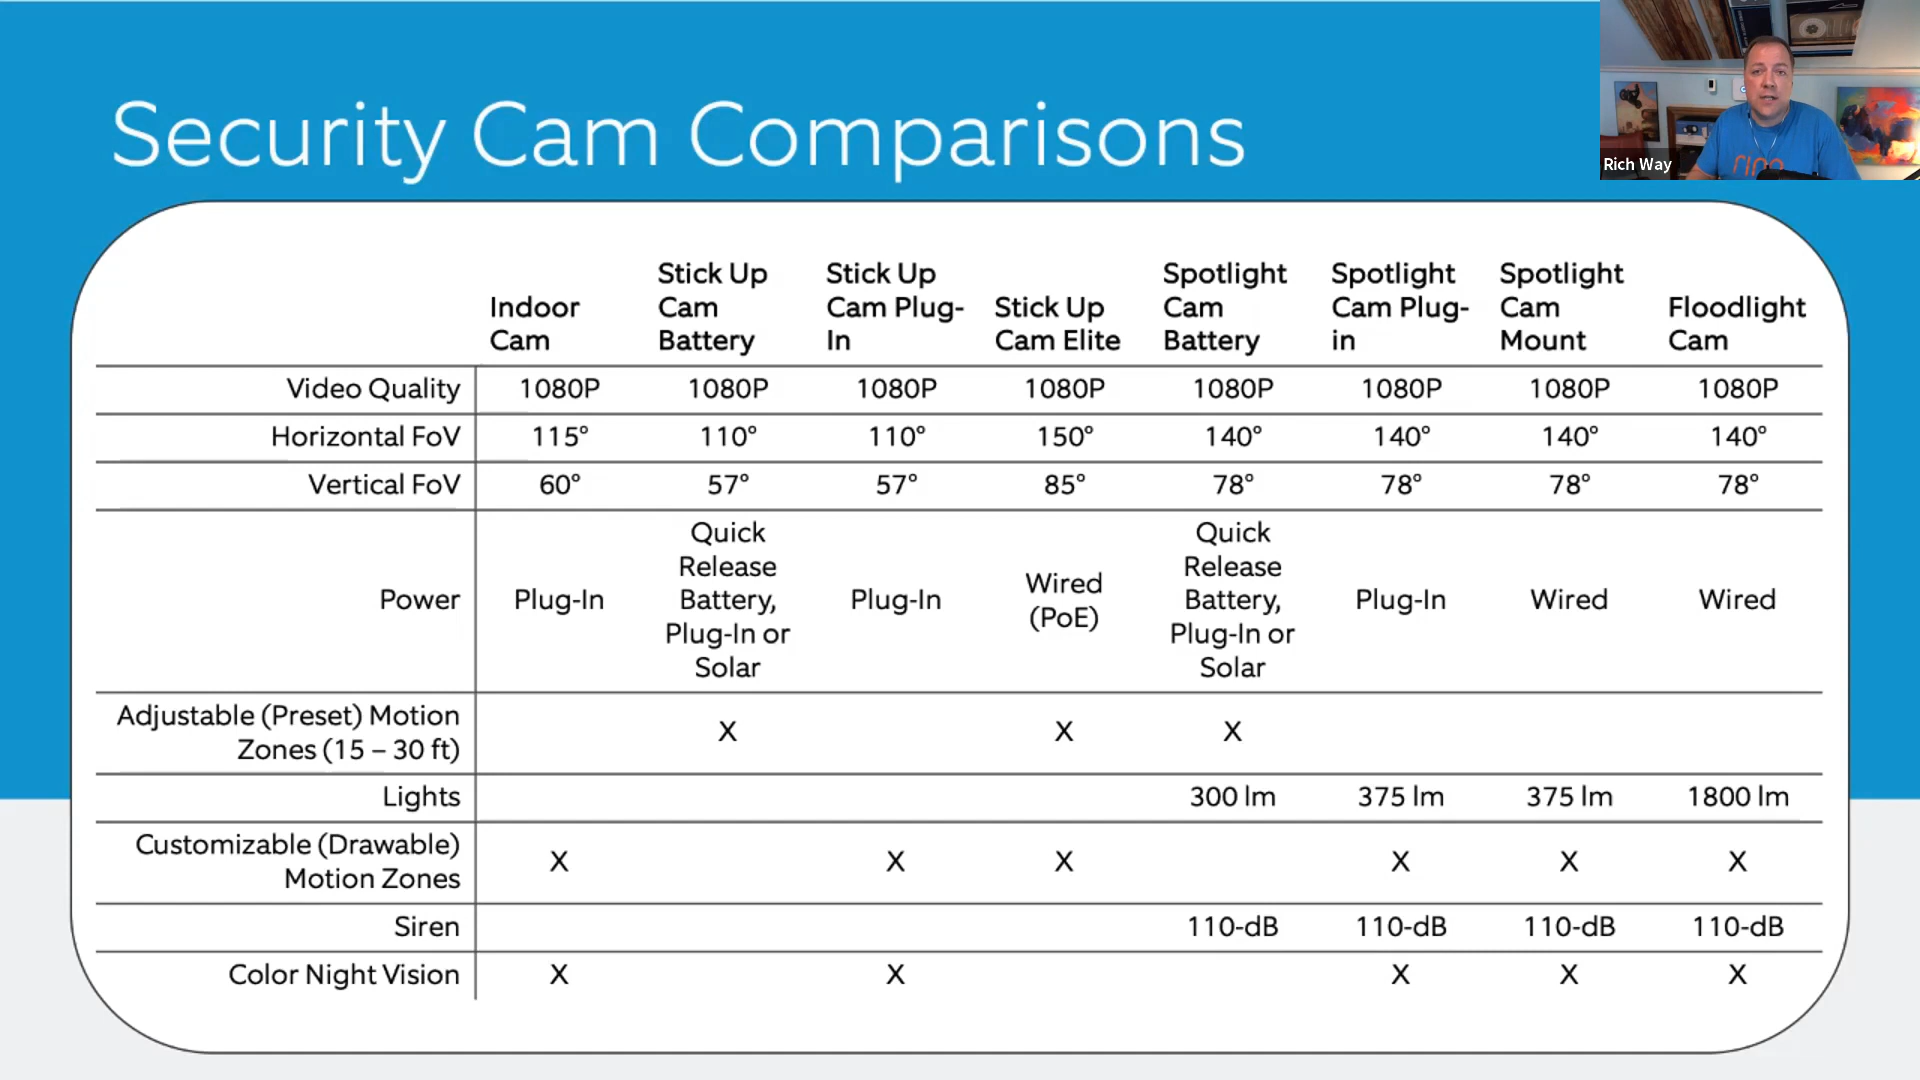 Security Cam Comparisons
Rich Way
ring
Indoor
Cam
Stick Up
Cam
Battery
Stick Up
Cam Plug-
In
Stick Up
Cam Elite
Spotlight
Cam
Battery
Spotlight
Cam Plug-
in
Spotlight
Cam
Mount
Floodlight
Cam
Video Quality 1080P 1080P 1080P 1080P 1080P 1080P 1080P 1080P
Horizontal FoV 115° 110° 110° 150° 140° 140° 140° 140°
Vertical FoV 60° 57° 57° 85° 78° 78° 78° 78°
Power
Plug-In
Quick
Release
Battery,
Plug-In or
Solar
Plug-In
Wired
(PoE)
Quick
Release
Battery,
Plug-In or
Solar
Plug-In
Wired
Wired
Adjustable (Preset) Motion
Zones (15 – 30 ft)
X X X
Lights 300 lm 375 lm 375 lm 1800 lm
Customizable (Drawable)
Motion Zones
X X X X X X
Siren 110-dB 110-dB 110-dB 110-dB
Color Night Vision X X X X X